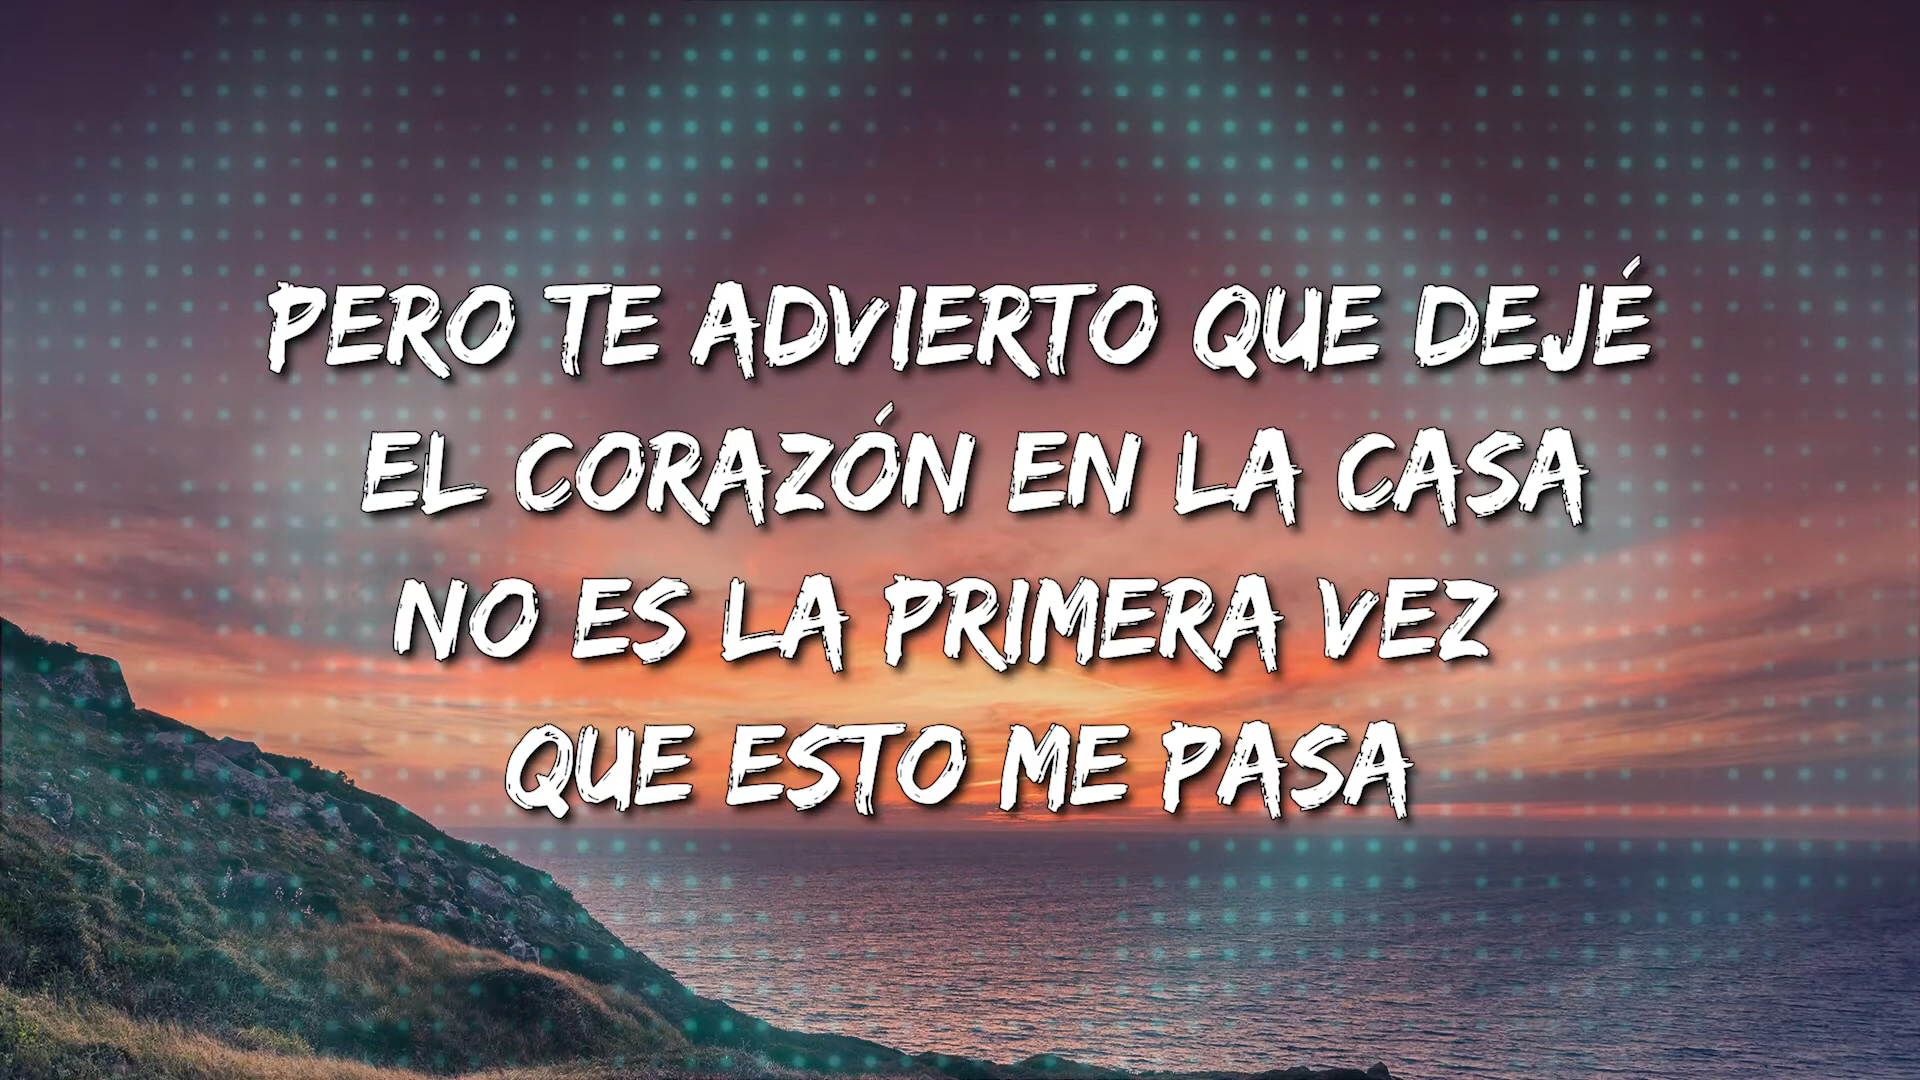 PERO TE ADVIERTO QUE DEJÉ
EL CORAZÓN EN LA CASA
NO ES LA PRIMERA VEZ
QUE ESTO ME PASA